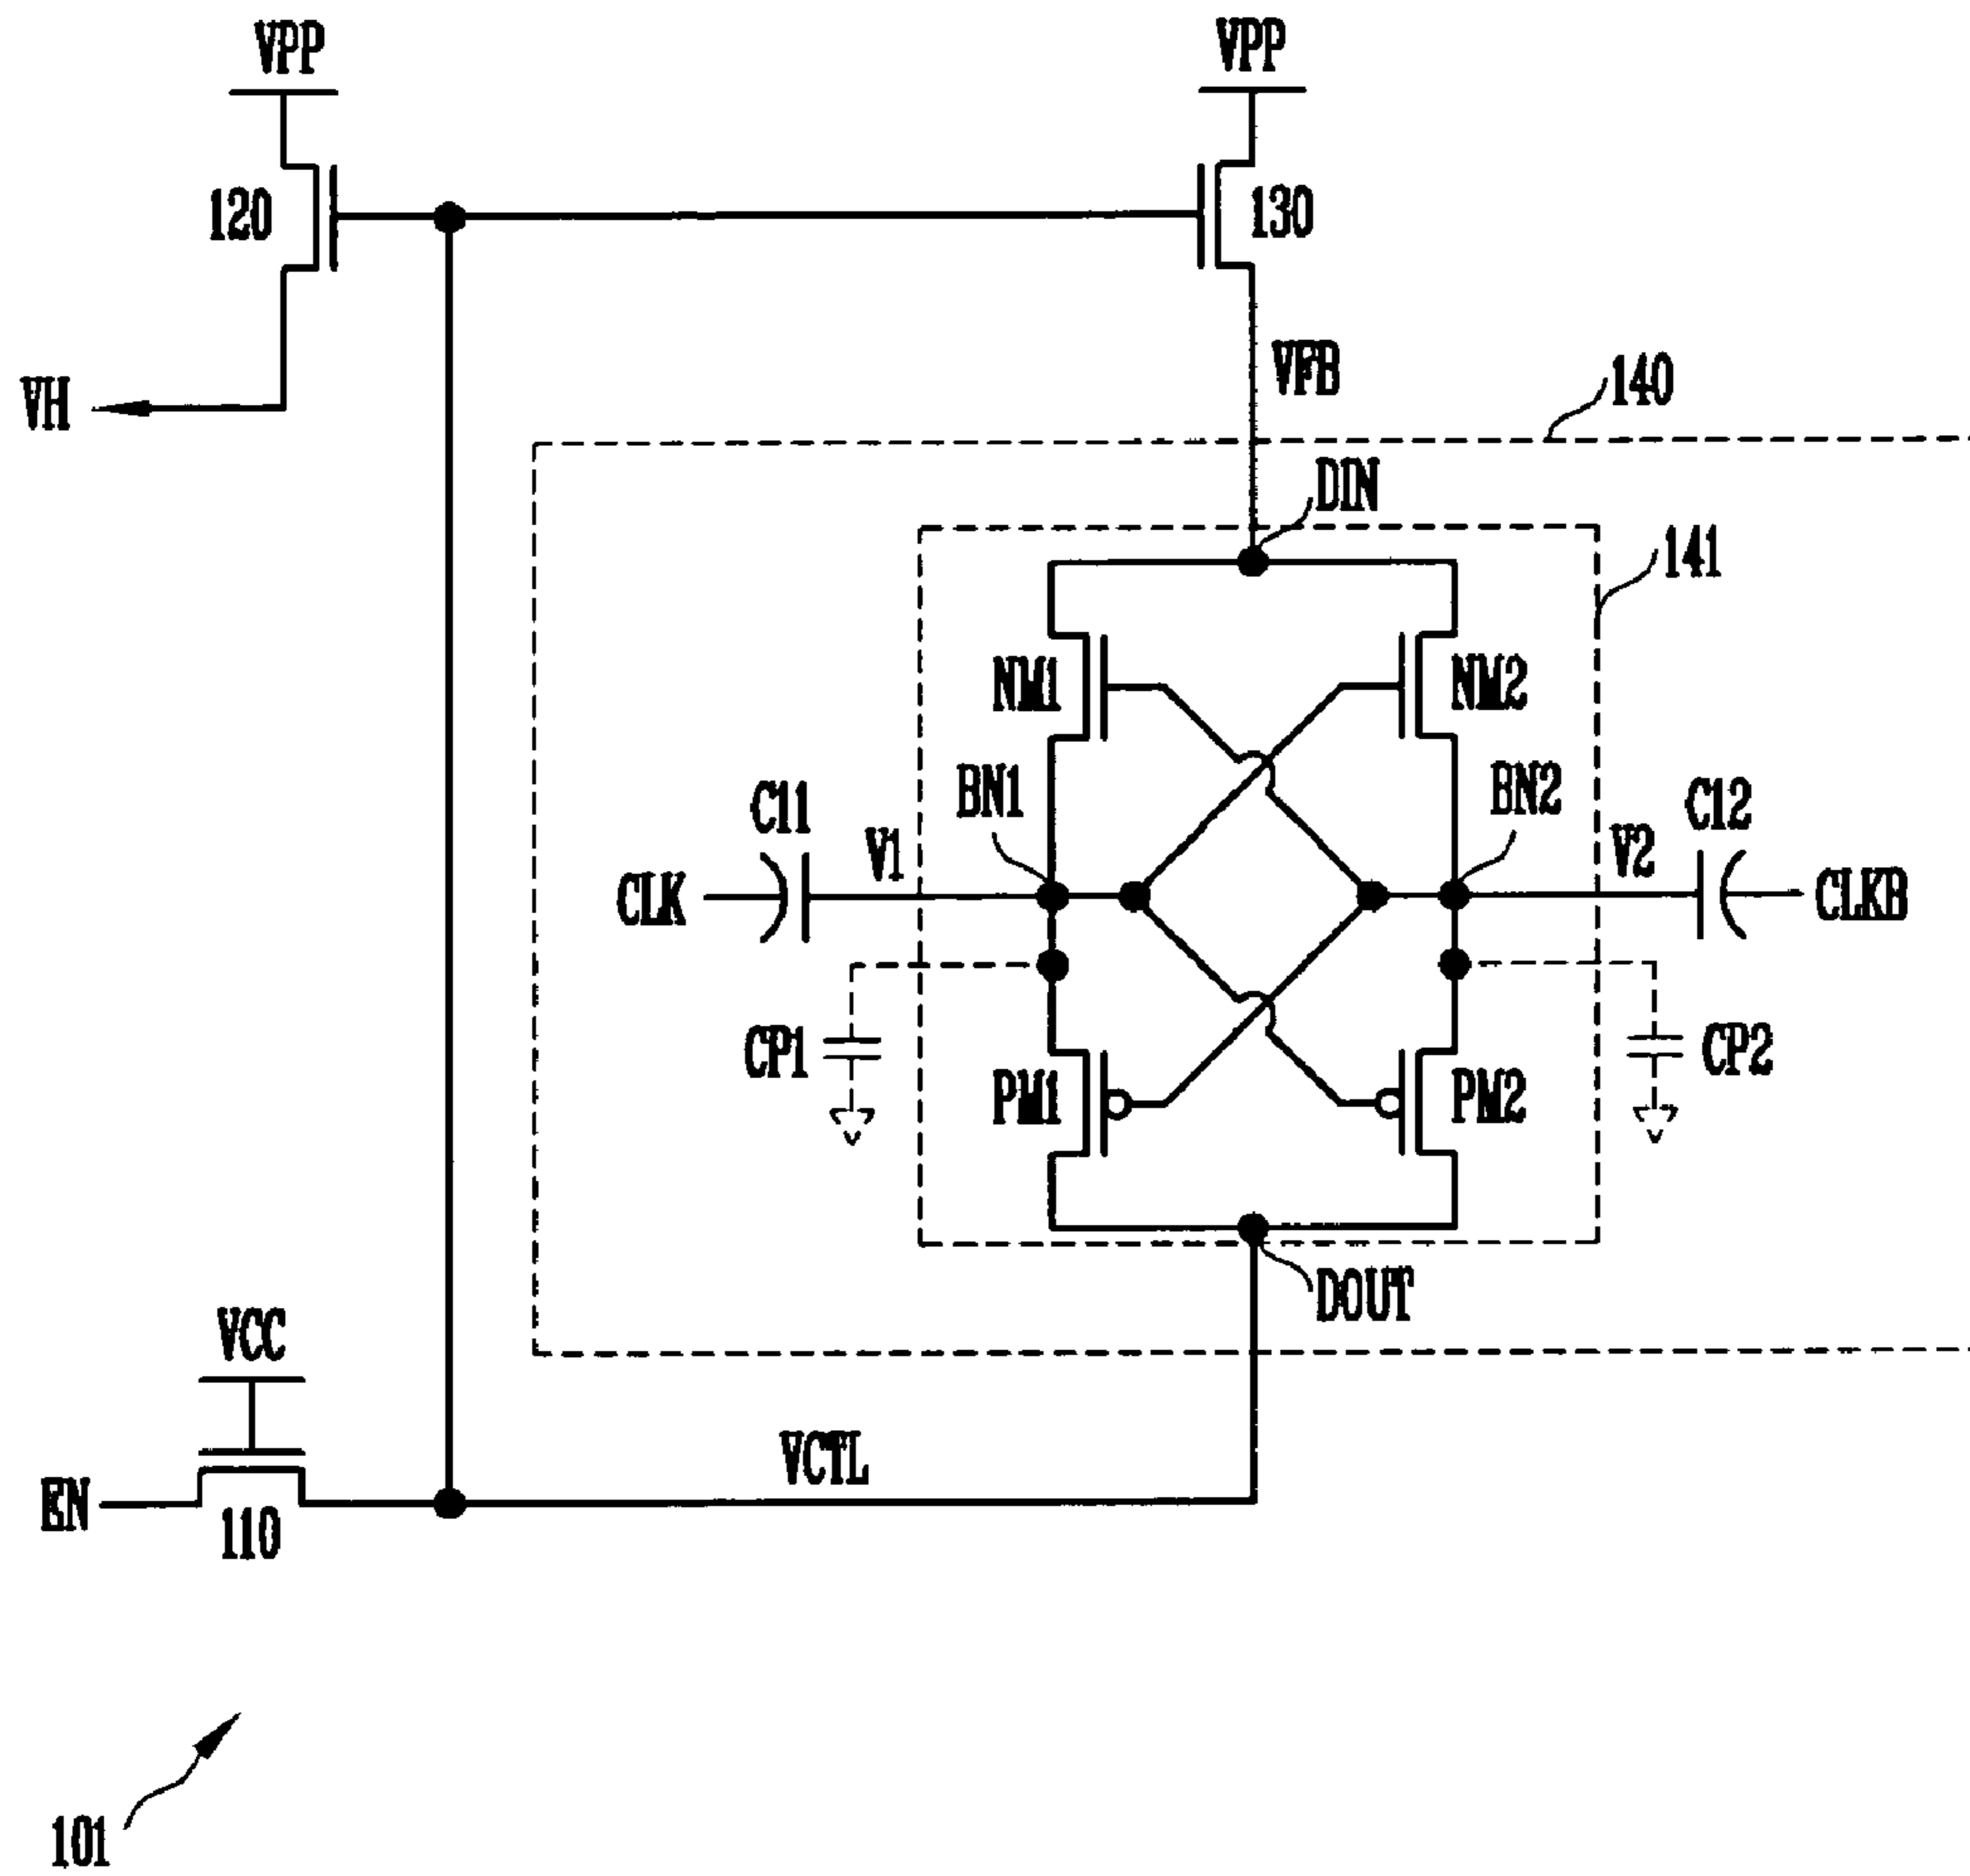 VPP
VPP
120
130
VH
VPB
140
DIN
141
NM1
NM2
BN1
BN2
C11
C12
V1
V2
CLK
CLKB
CP1
CP2
PM1
PM2
DOUT
VCC
VCTL
EN
110
101